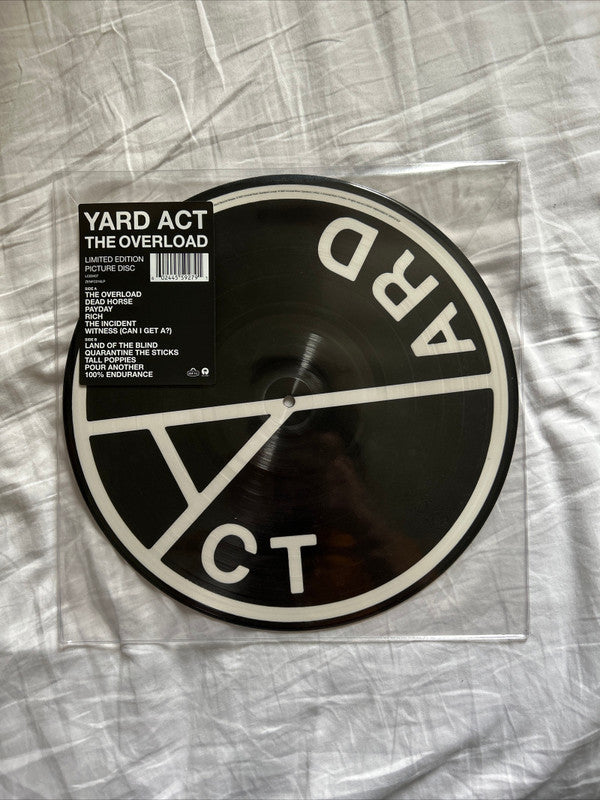 YARD ACT
THE OVERLOAD
LIMITED EDITION
PICTURE DISC
SIDE A
THE OVERLOAD
DEAD HORSE
PAYDAY
RICH
THE INCIDENT
WITNESS (CAN I GET A?)
SIDE B
LAND OF THE BLIND
QUARANTINE THE STICKS
TALL POPPIES
POUR ANOTHER
100% ENDURANCE
ARD
CT